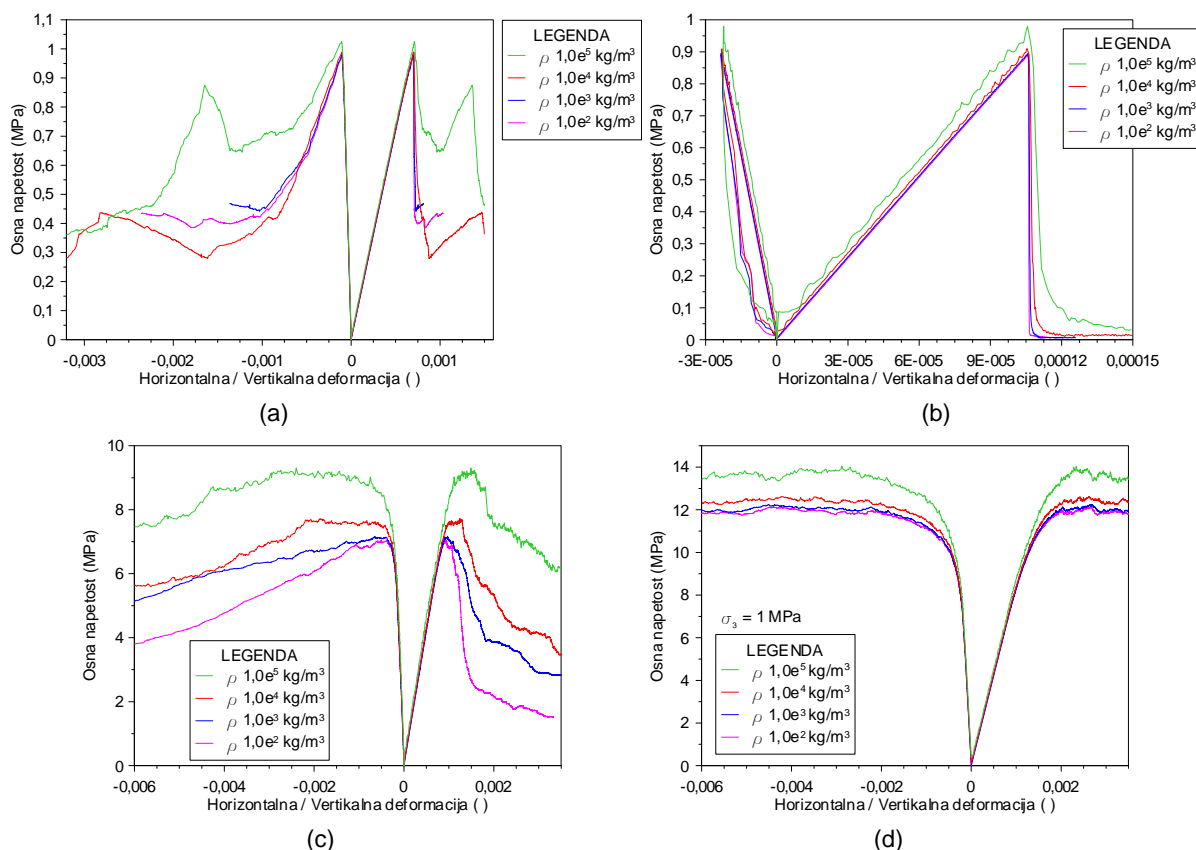 1,1
1
0,9
0,8
0,7
0,6
0,5
0,4
0,3
0,2
0,1
0
Osna napetost (MPa)
-0,003 -0,002 -0,001 0 0,001
Horizontalna / Vertikalna deformacija ( )
LEGENDA
ρ 1,0e⁵ kg/m³
ρ 1,0e⁴ kg/m³
ρ 1,0e³ kg/m³
ρ 1,0e² kg/m³
(a)
1
0,9
0,8
0,7
0,6
0,5
0,4
0,3
0,2
0,1
0
Osna napetost (MPa)
-3E-005 0 3E-005 6E-005 9E-005 0,00012 0,00015
Horizontalna / Vertikalna deformacija ( )
LEGENDA
ρ 1,0e⁵ kg/m³
ρ 1,0e⁴ kg/m³
ρ 1,0e³ kg/m³
ρ 1,0e² kg/m³
(b)
10
8
6
4
2
0
Osna napetost (MPa)
-0,006 -0,004 -0,002 0 0,002
Horizontalna / Vertikalna deformacija ( )
LEGENDA
ρ 1,0e⁵ kg/m³
ρ 1,0e⁴ kg/m³
ρ 1,0e³ kg/m³
ρ 1,0e² kg/m³
(c)
14
12
10
8
6
4
2
0
Osna napetost (MPa)
-0,006 -0,004 -0,002 0 0,002
Horizontalna / Vertikalna deformacija ( )
σ₃ = 1 MPa
LEGENDA
ρ 1,0e⁵ kg/m³
ρ 1,0e⁴ kg/m³
ρ 1,0e³ kg/m³
ρ 1,0e² kg/m³
(d)